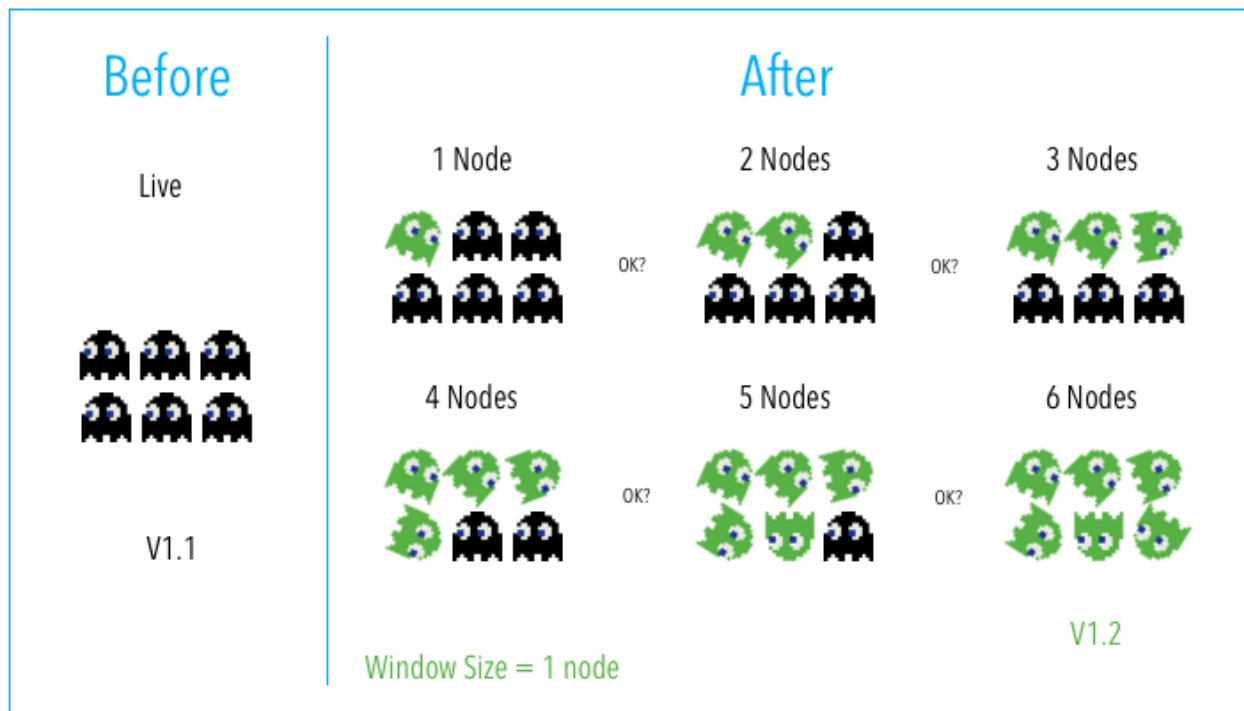 Before
Live
V1.1
After
1 Node
2 Nodes
3 Nodes
OK?
OK?
4 Nodes
5 Nodes
6 Nodes
OK?
OK?
V1.2
Window Size = 1 node